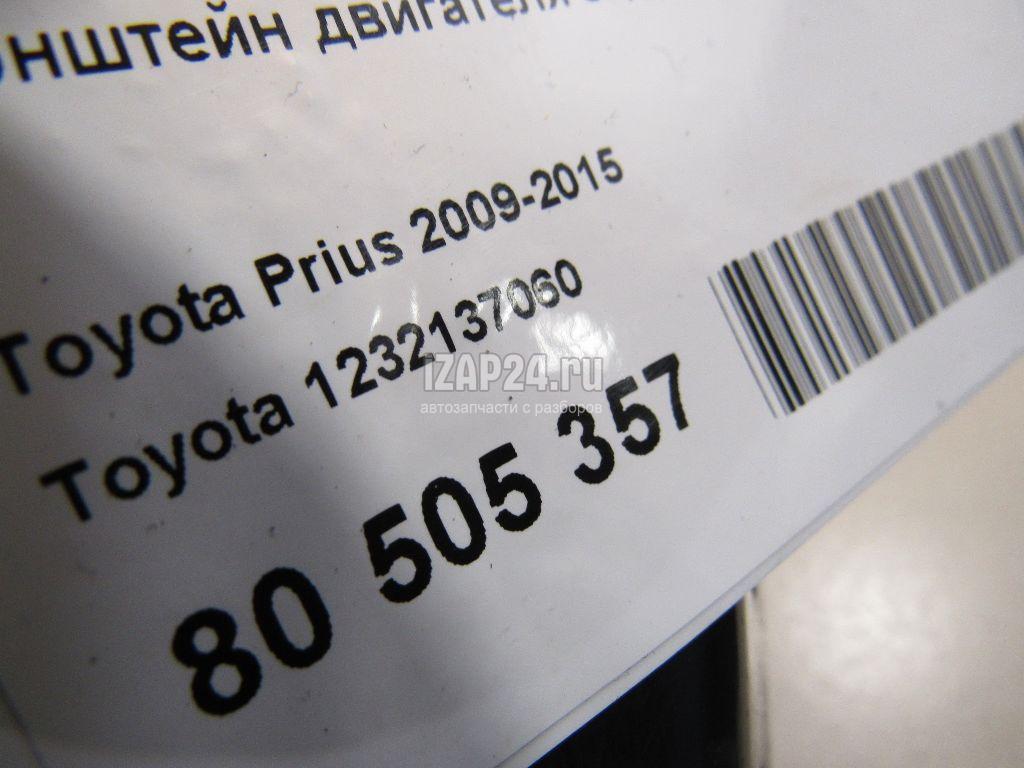 онштейн двигателя
Toyota Prius 2009-2015
Toyota 1232137060
IZAP24.ru
автозапчасти с разборов
80 505 357